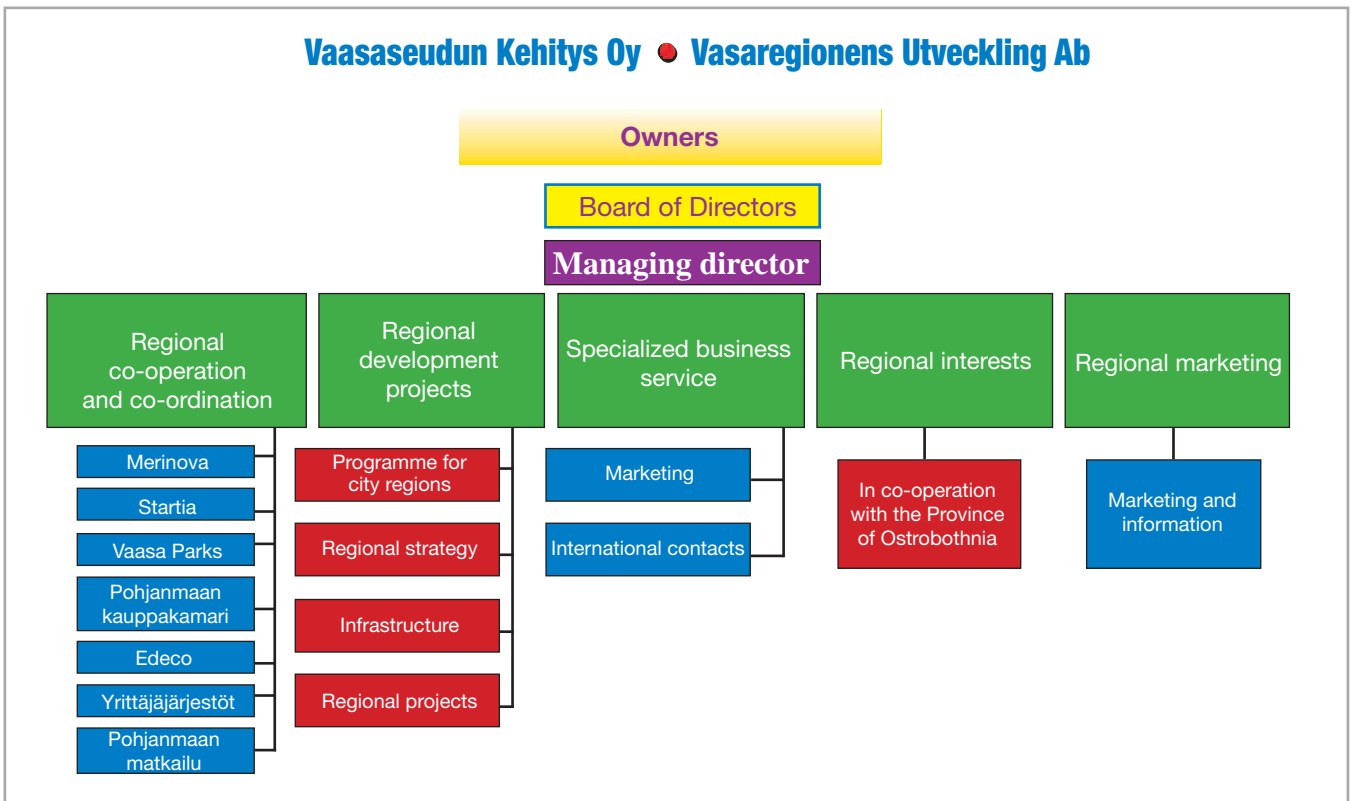 Vaasaseudun Kehitys Oy • Vasaregionens Utveckling Ab
Owners
Board of Directors
Managing director
Regional
co-operation
and co-ordination
Merinova
Startia
Vaasa Parks
Pohjanmaan
kauppakamari
Edeco
Yrittäjäjärjestöt
Pohjanmaan
matkailu
Regional
development
projects
Programme for
city regions
Regional strategy
Infrastructure
Regional projects
Specialized business
service
Marketing
International contacts
Regional interests
In co-operation
with the Province
of Ostrobothnia
Regional marketing
Marketing and
information